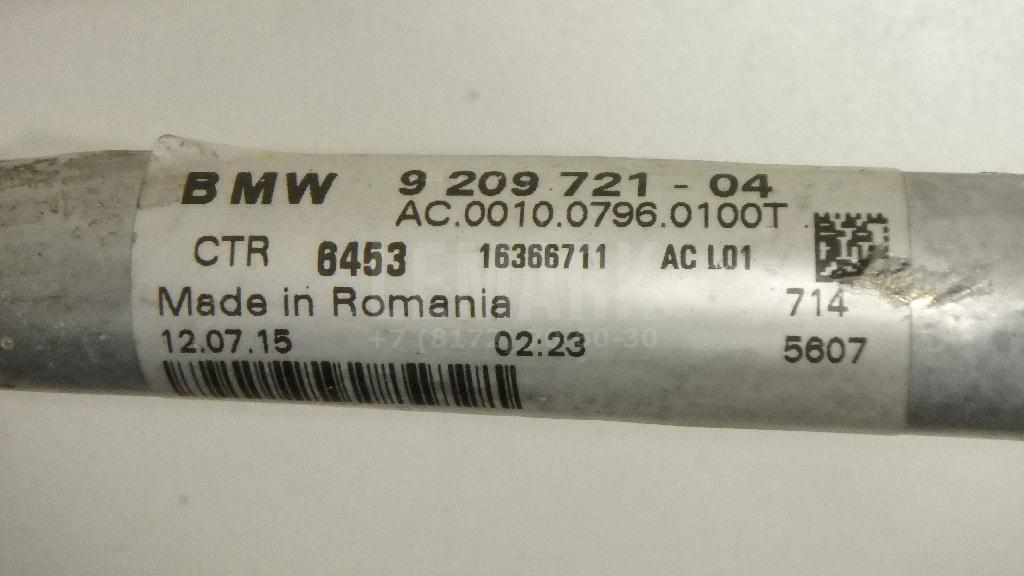 BMW 9 209 721 - 04
AC.0010.0796.0100T
CTR 6453 16366711 AC L01
Made in Romania 714
12.07.15 02:23 5607